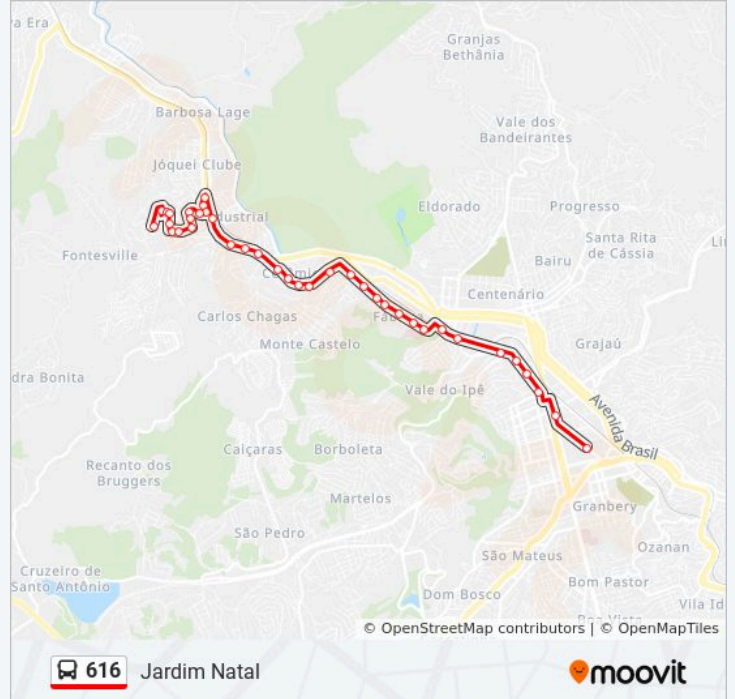 a Era
Granjas
Bethânia
Barbosa Lage
Vale dos
Bandeirantes
Jóquei Clube
Eldorado
Progresso
dustrial
Santa Rita
de Cássia
Fontesville
Bairu
Centenário
Carlos Chagas
Monte Castelo
Grajaú
dra Bonita
Vale do Ipê
Avenida Brasil
Caiçaras
Borboleta
Recanto dos
Bruggers
Martelos
Granbery
São Pedro
Ozanan
São Mateus
Cruzeiro de
Santo Antônio
Bom Pastor
Dom Bosco
Vila Id
© OpenStreetMap contributors | © OpenMapTiles
616 Jardim Natal
moovit